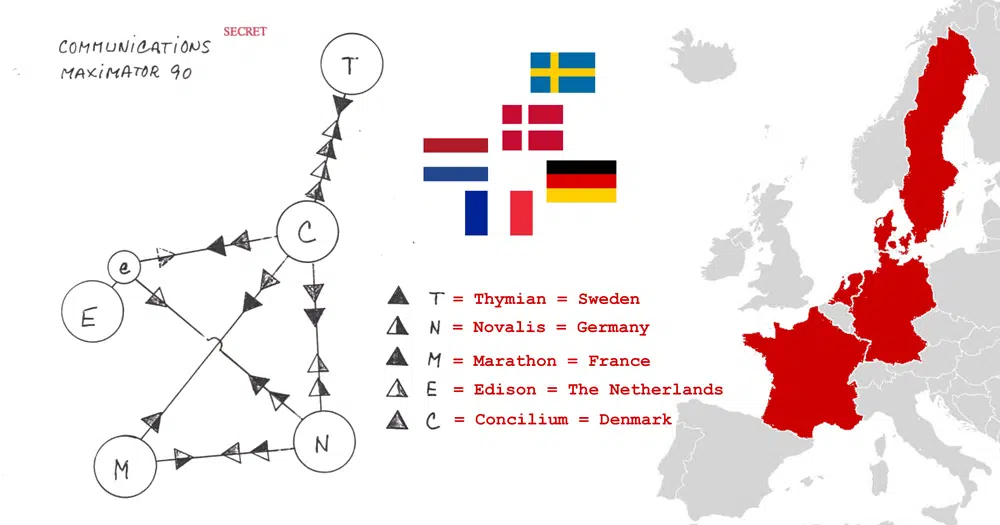 SECRET
COMMUNICATIONS
MAXIMATOR 90
T
C
e
E
M
N
T = Thymian = Sweden
N = Novalis = Germany
M = Marathon = France
E = Edison = The Netherlands
C = Concilium = Denmark